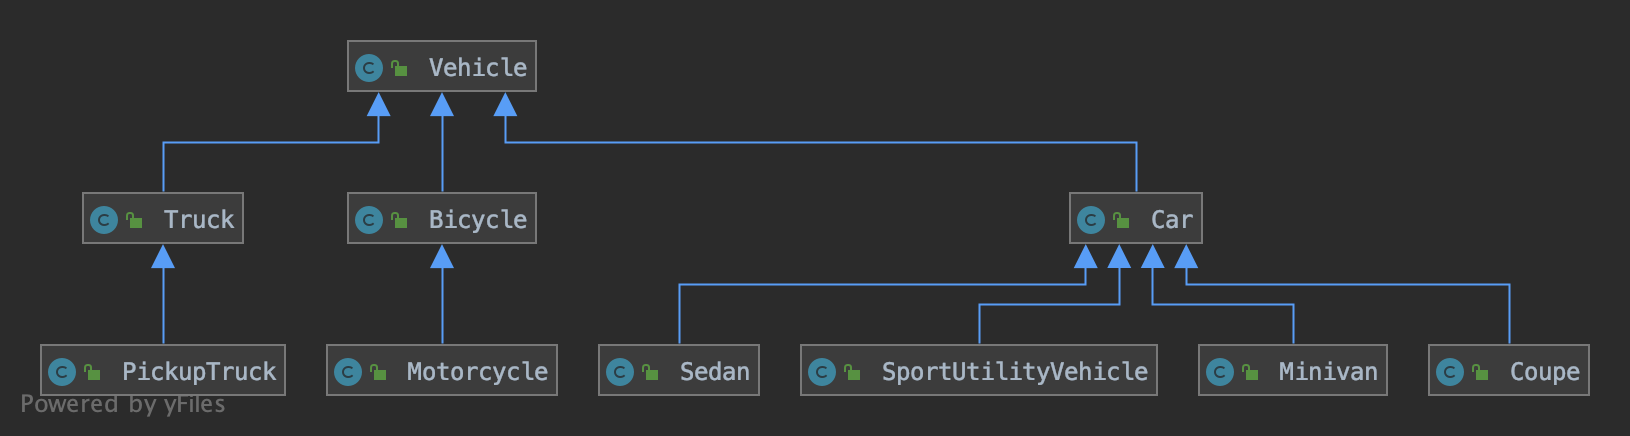 Vehicle
Truck
Bicycle
Car
PickupTruck
Motorcycle
Sedan
SportUtilityVehicle
Minivan
Coupe
Powered by yFiles